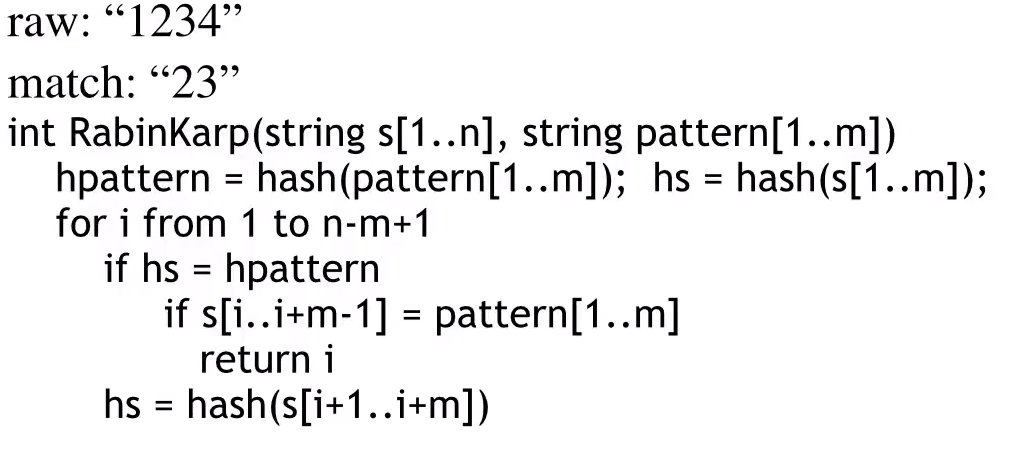 raw: “1234”
match: “23”
int RabinKarp(string s[1..n], string pattern[1..m])
hpattern = hash(pattern[1..m]); hs = hash(s[1..m]);
for i from 1 to n-m+1
if hs = hpattern
if s[i..i+m-1] = pattern[1..m]
return i
hs = hash(s[i+1..i+m])